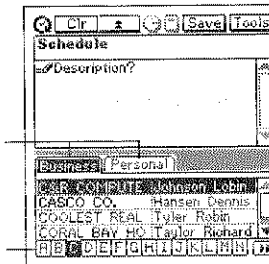 Clr Save Tools
Schedule
Description?
Business Personal
C&R COMPUTE Johnson Lobin
CASCO CO. Hansen Dennis
COOLEST REAL Tyler Robin
CORAL BAY HO Taylor Richard
A B C D E F G H I J K L M N